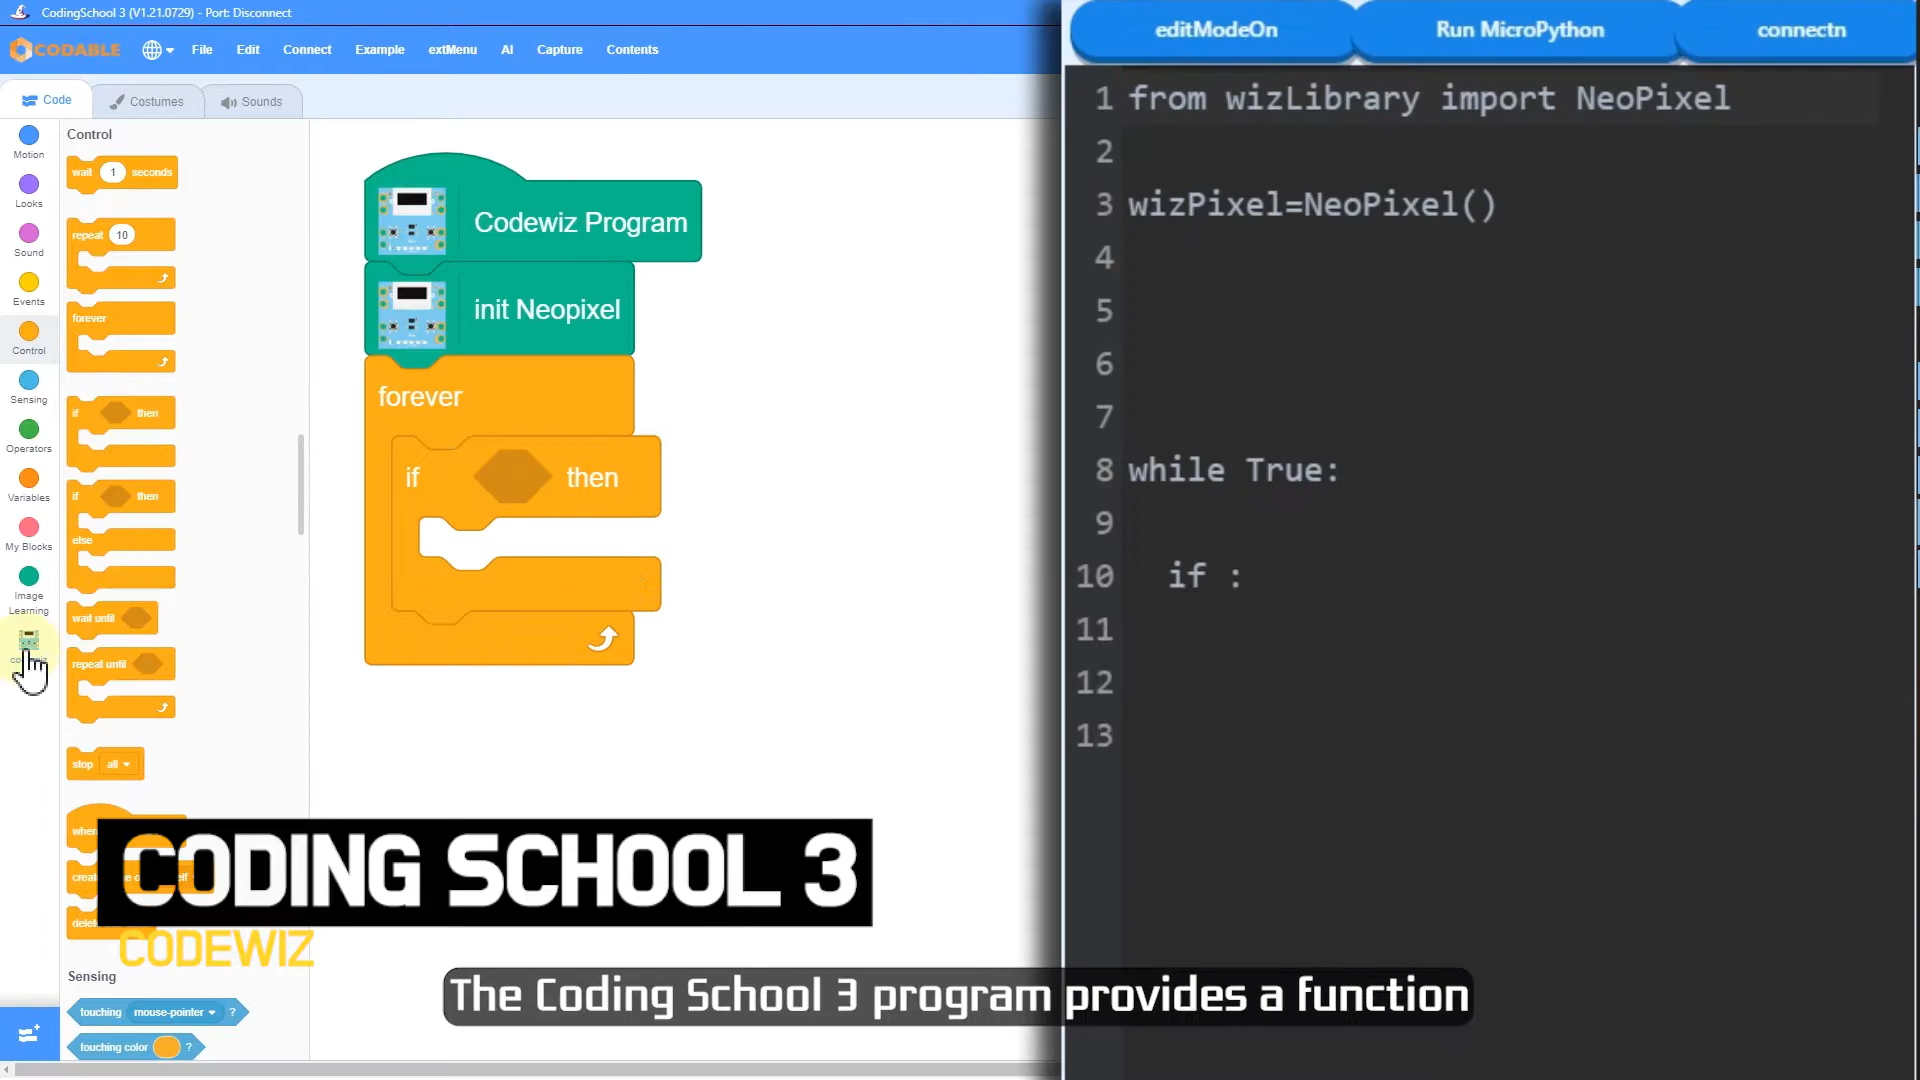 CodingSchool 3 (V1.21.0729) - Port: Disconnect
CODABLE
File Edit Connect Example extMenu AI Capture Contents
Code Costumes Sounds
Motion
Looks
Sound
Events
Control
Sensing
Operators
Variables
My Blocks
Image
Learning
Control
wait 1 seconds
repeat 10
forever
if then
if then
else
wait until
repeat until
stop all
when
delet
Sensing
touching mouse-pointer ?
touching color ?
Codewiz Program
init Neopixel
forever
if then
editModeOn Run MicroPython connectn
1 from wizLibrary import NeoPixel
2
3 wizPixel=NeoPixel()
4
5
6
7
8 while True:
9
10 if :
11
12
13
CODING SCHOOL 3
CODEWIZ
The Coding School 3 program provides a function